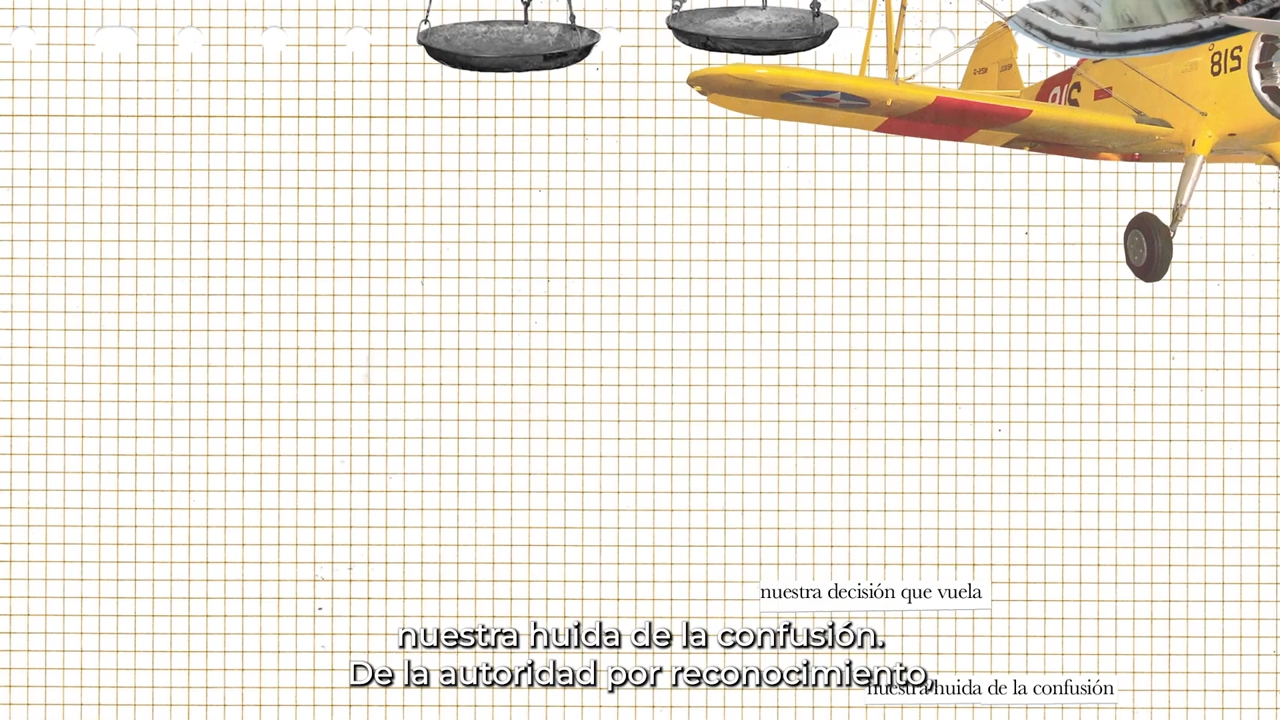 nuestra decisión que vuela
nuestra huida de la confusión.
De la autoridad por reconocimiento,
nuestra huida de la confusión